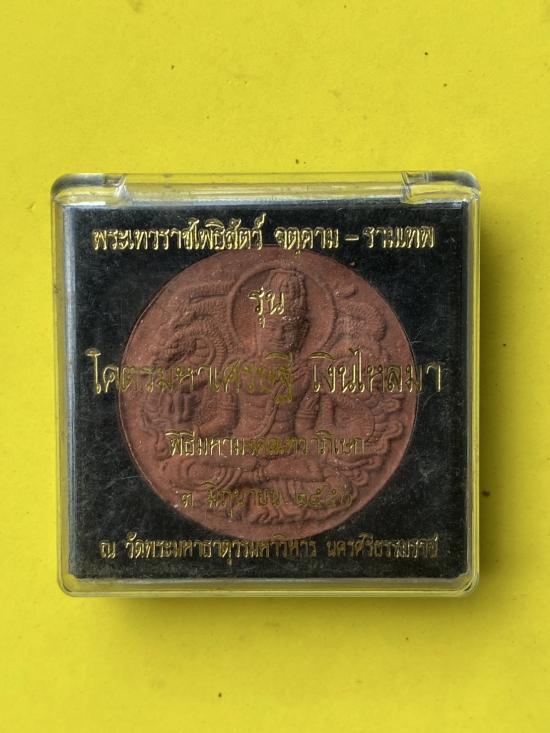 พระเทวราชโพธิสัตว์ จตุคาม – รามเทพ
รุ่น
โคตรมหาเศรษฐี เงินไหลมา
พิธีมหามงคลเทวาภิเษก
๓ มิถุนายน
ณ วัดพระมหาธาตุวรมหาวิหาร นครศรีธรรมราช